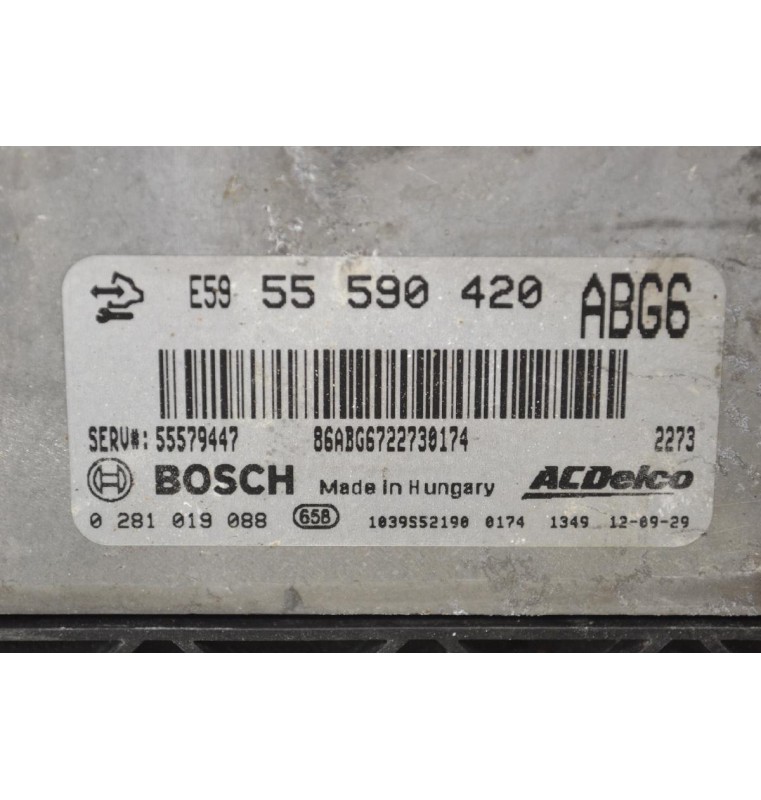 E59 55 590 420 ABG6
SERV#: 55579447 86ABG6722730174 2273
BOSCH Made in Hungary ACDelco
0 281 019 088 658 1039S52190 0174 1349 12-09-29